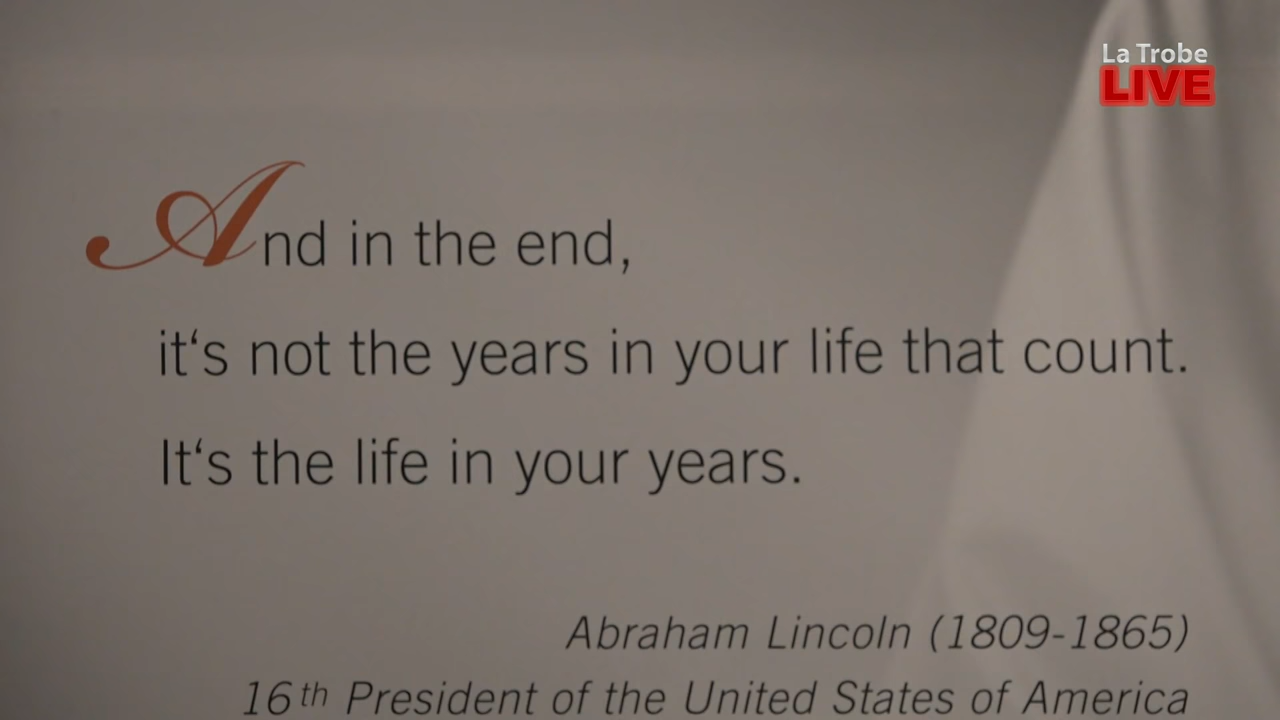 La Trobe
LIVE
And in the end,
it‘s not the years in your life that count.
It‘s the life in your years.
Abraham Lincoln (1809-1865)
16th President of the United States of America